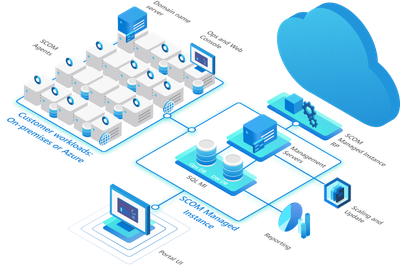 Domain name
server
SCOM
Agents
Ops and Web
Console
Customer workloads:
On-premises or Azure
SCOM
Managed Instance
RP
Management
Servers
SQL MI
SCOM Managed
Instance
Scaling and
Update
Reporting
Portal UI